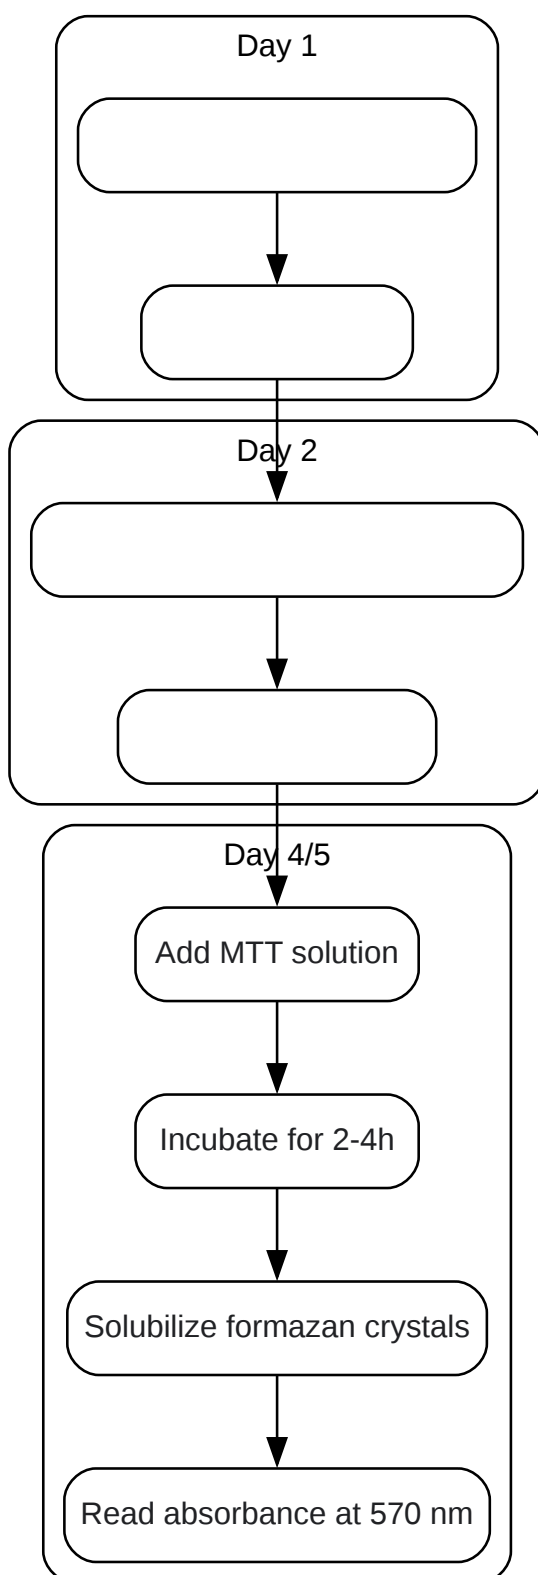 Day 1
Day 2
Day 4/5
Add MTT solution
Incubate for 2-4h
Solubilize formazan crystals
Read absorbance at 570 nm